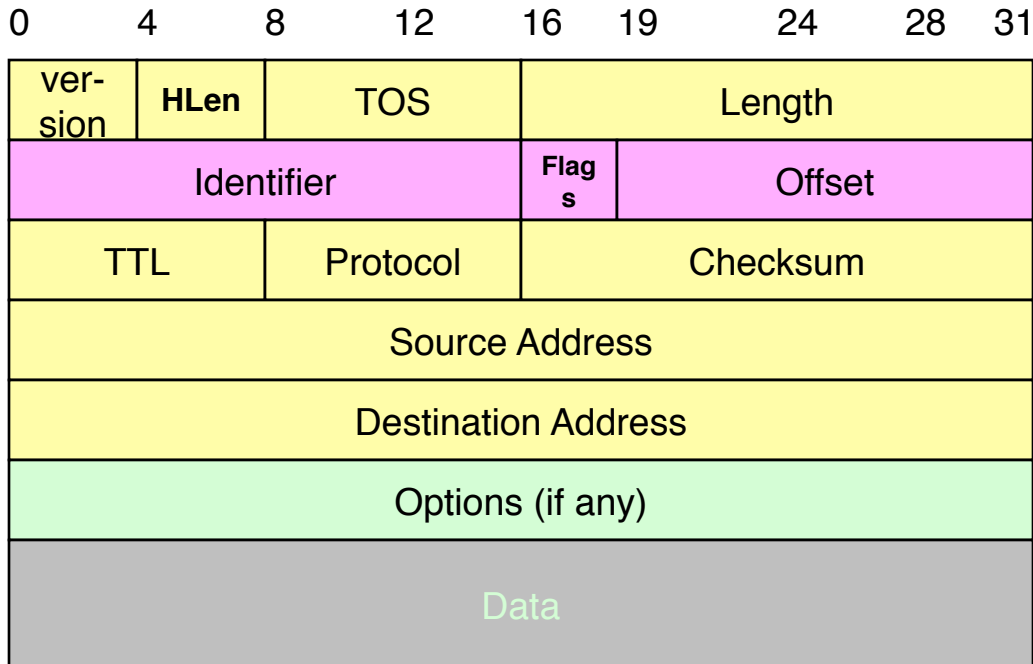 0 4 8 12 16 19 24 28 31
ver-
sion HLen TOS Length
Identifier Flag
s Offset
TTL Protocol Checksum
Source Address
Destination Address
Options (if any)
Data